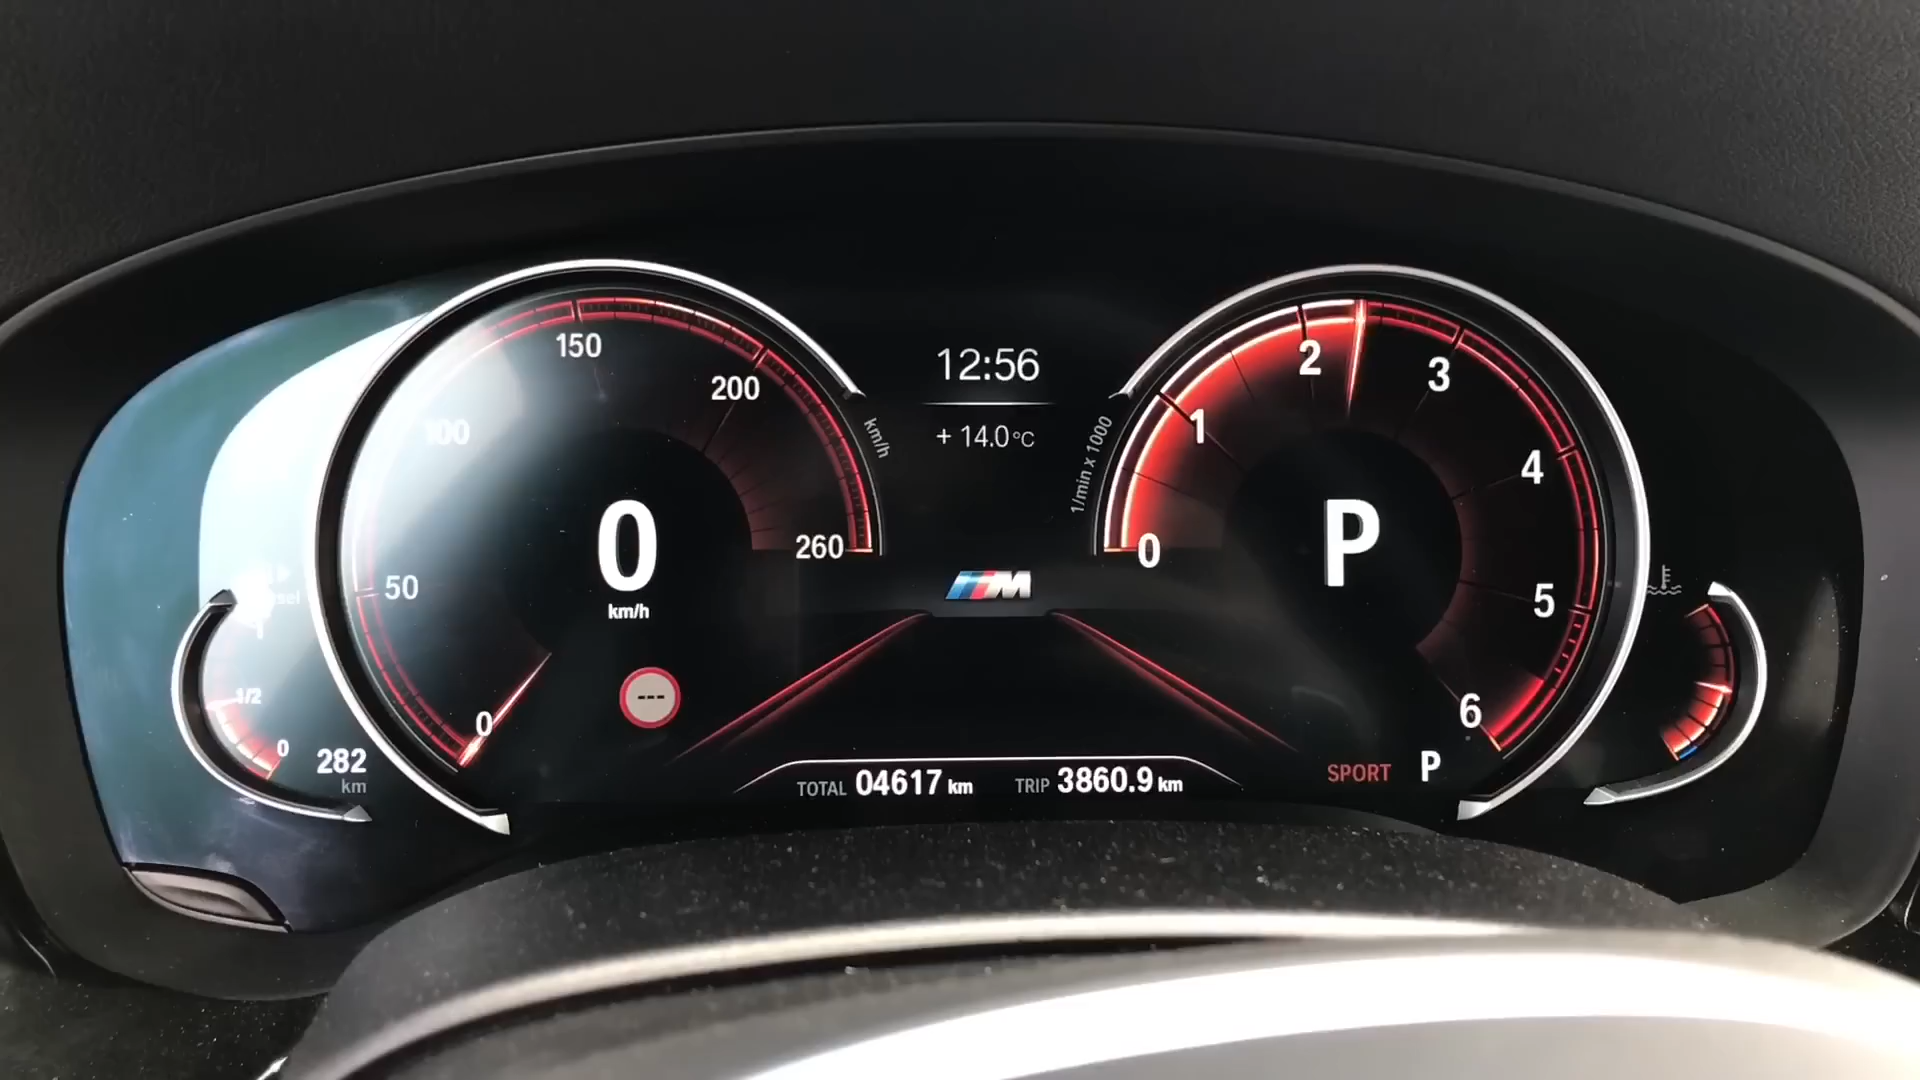 150
200
100
50
0
260
km/h
0
km/h
---
12:56
+ 14.0°C
M
1/min x 1000
0
1
2
3
4
5
6
P
1/2
0
282
km
TOTAL 04617 km
TRIP 3860.9 km
SPORT P